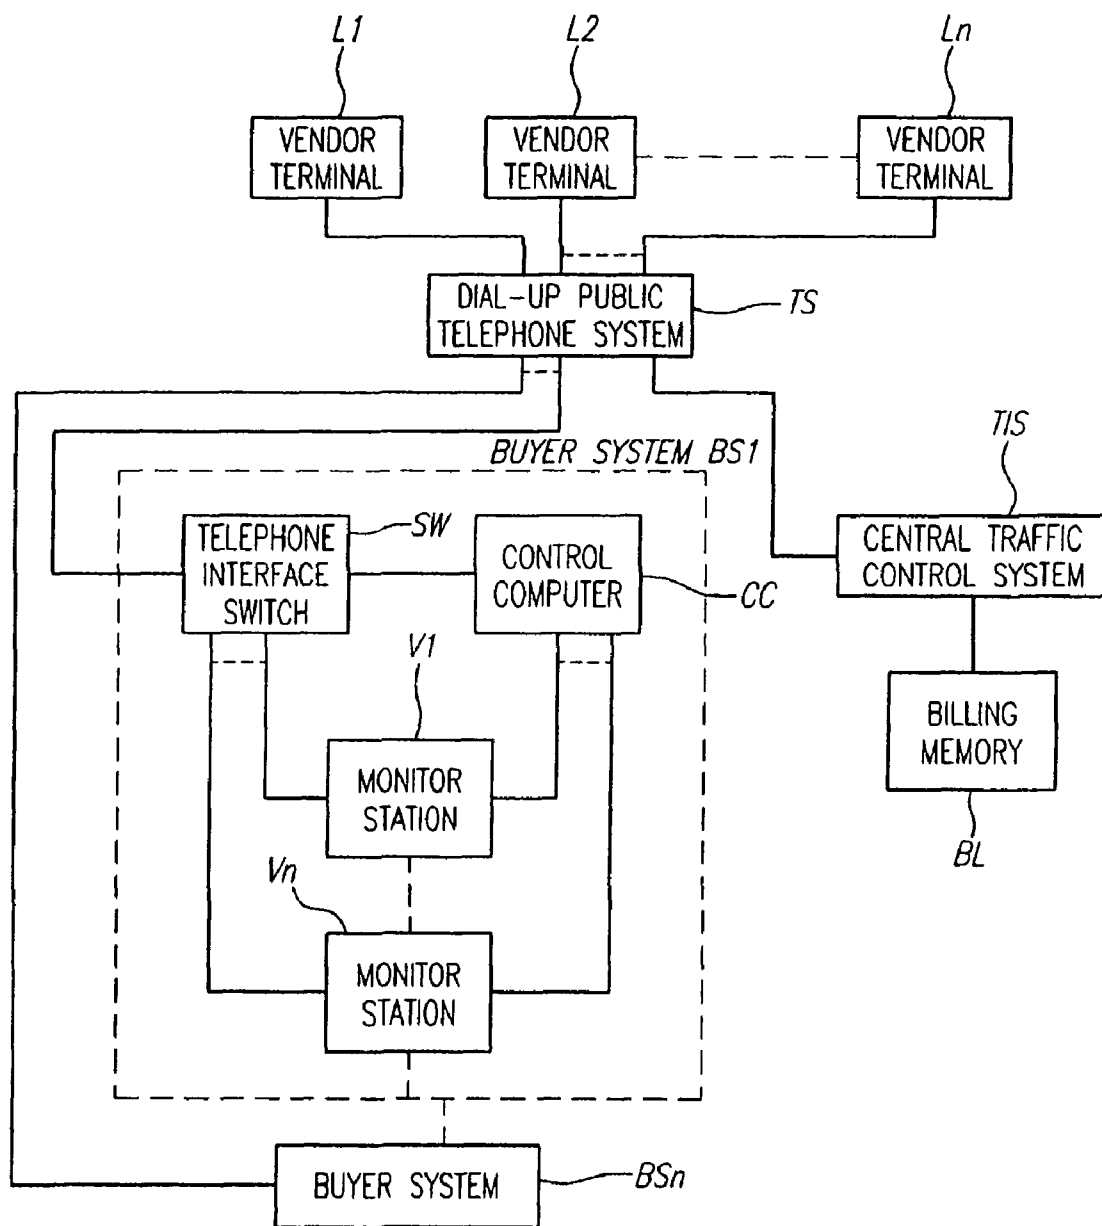 L1
L2
Ln
VENDOR
TERMINAL
VENDOR
TERMINAL
VENDOR
TERMINAL
DIAL-UP PUBLIC
TELEPHONE SYSTEM
TS
BUYER SYSTEM BS1
TIS
TELEPHONE
INTERFACE
SWITCH
SW
CONTROL
COMPUTER
CC
CENTRAL TRAFFIC
CONTROL SYSTEM
V1
MONITOR
STATION
BILLING
MEMORY
BL
Vn
MONITOR
STATION
BUYER SYSTEM
BSn